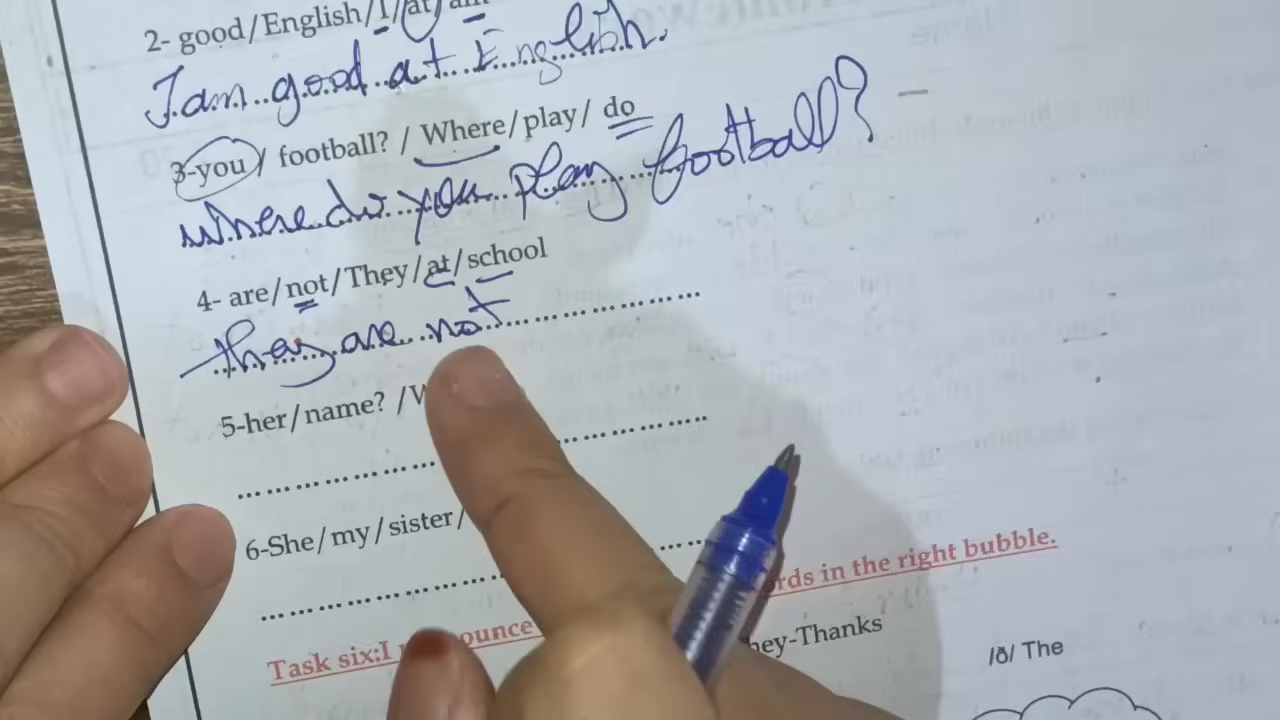 2- good/English/I/at/am
I am good at English.
3-you / football? / Where/play/ do
Where do you play football?
4- are/not/They/at/school
they are not
5-her/name? /W
6-She/my/sister/
rds in the right bubble.
Task six:I ounce
hey-Thanks
/ð/ The